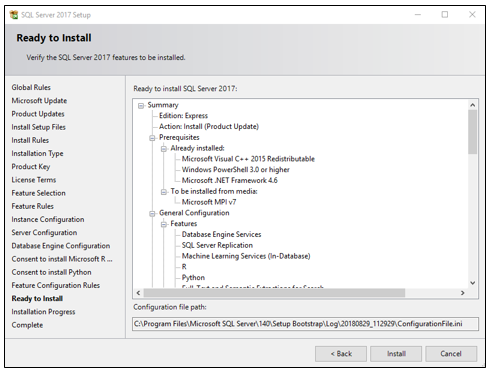 SQL Server 2017 Setup
Ready to Install
Verify the SQL Server 2017 features to be installed.
Global Rules
Microsoft Update
Product Updates
Install Setup Files
Install Rules
Installation Type
Product Key
License Terms
Feature Selection
Feature Rules
Instance Configuration
Server Configuration
Database Engine Configuration
Consent to install Microsoft R ...
Consent to install Python
Feature Configuration Rules
Ready to Install
Installation Progress
Complete
Ready to install SQL Server 2017:
Summary
Edition: Express
Action: Install (Product Update)
Prerequisites
Already installed:
Microsoft Visual C++ 2015 Redistributable
Windows PowerShell 3.0 or higher
Microsoft .NET Framework 4.6
To be installed from media:
Microsoft MPI v7
General Configuration
Features
Database Engine Services
SQL Server Replication
Machine Learning Services (In-Database)
R
Python
Full-Text and Semantic Extractions for Search
Configuration file path:
C:\Program Files\Microsoft SQL Server\140\Setup Bootstrap\Log\20180829_112929\ConfigurationFile.ini
< Back
Install
Cancel